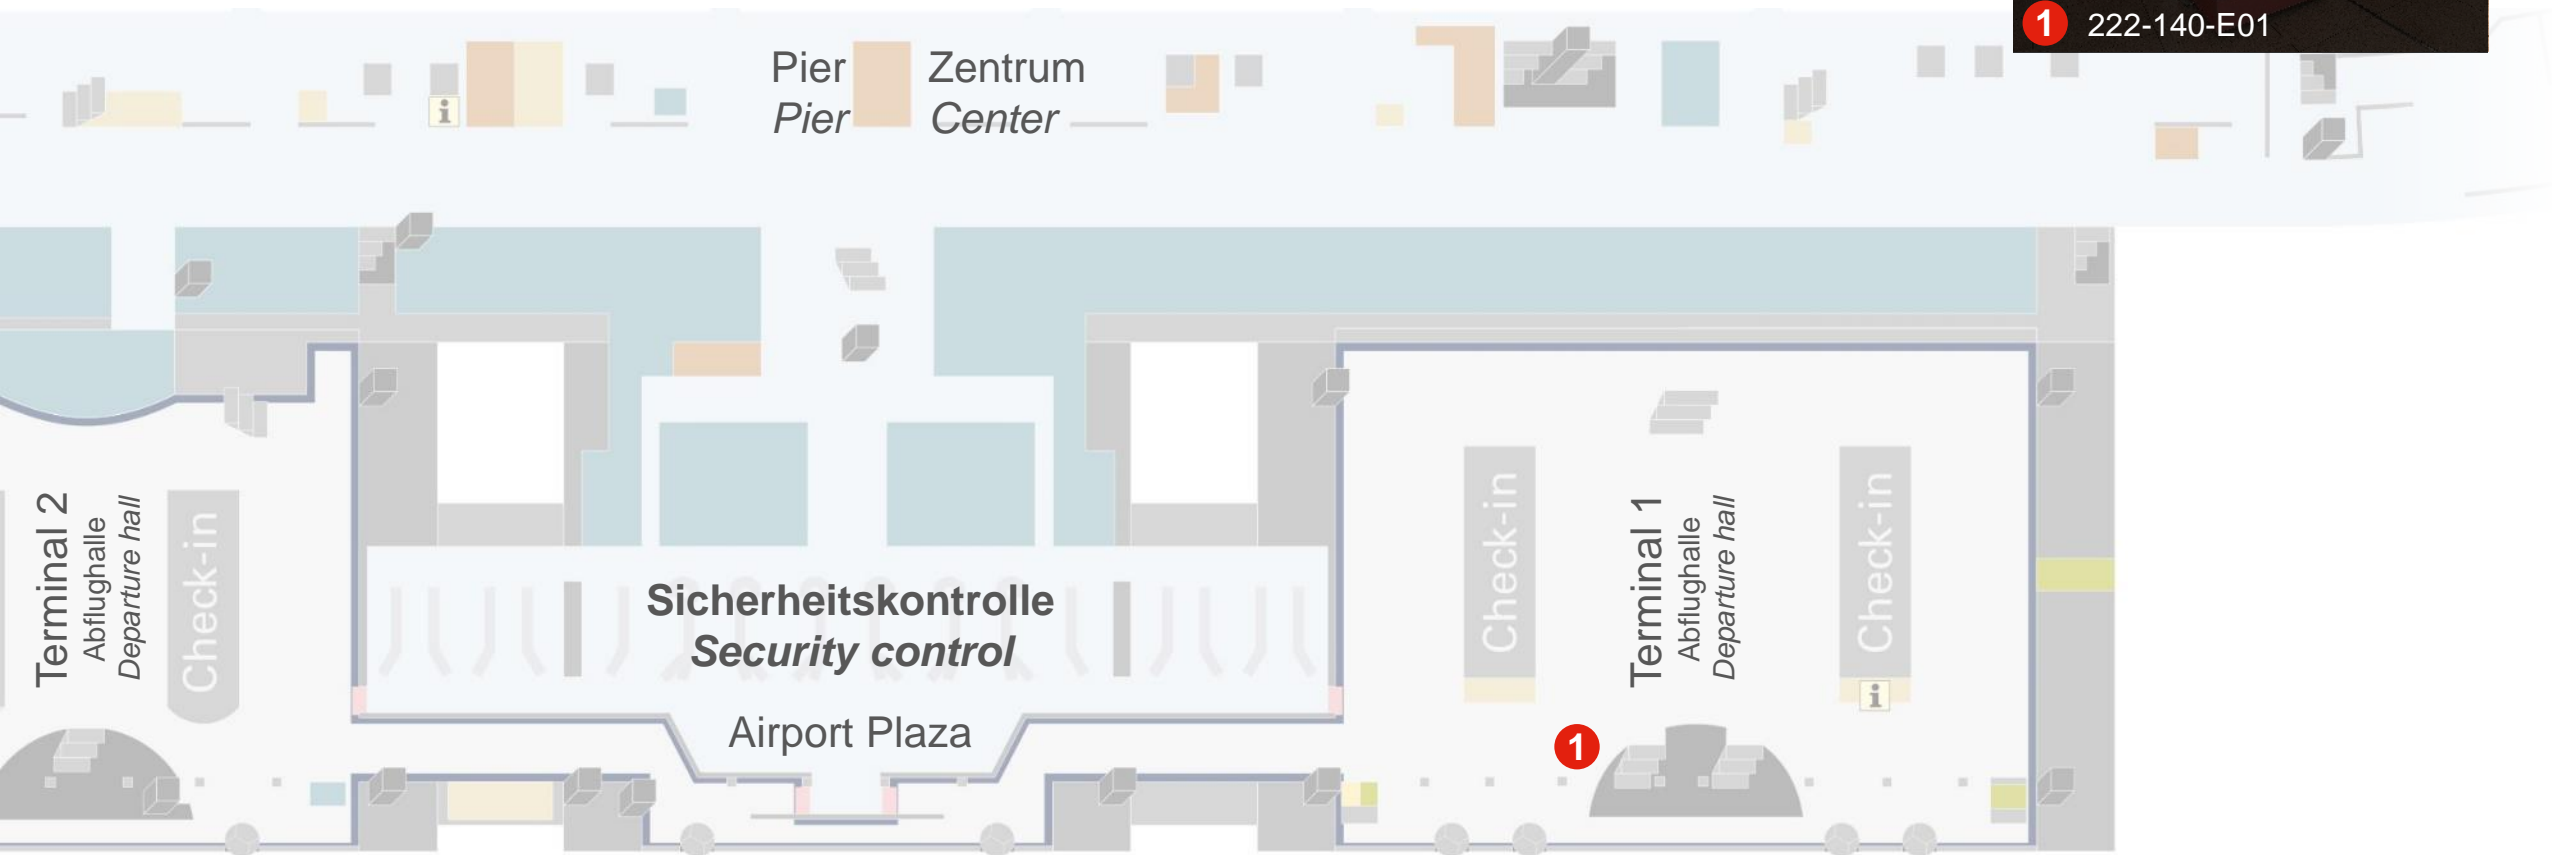 1 222-140-E01
Pier Zentrum
Pier Center
i
Terminal 2
Abflughalle
Departure hall
Check-in
Sicherheitskontrolle
Security control
Airport Plaza
Check-in
Terminal 1
Abflughalle
Departure hall
Check-in
i
1